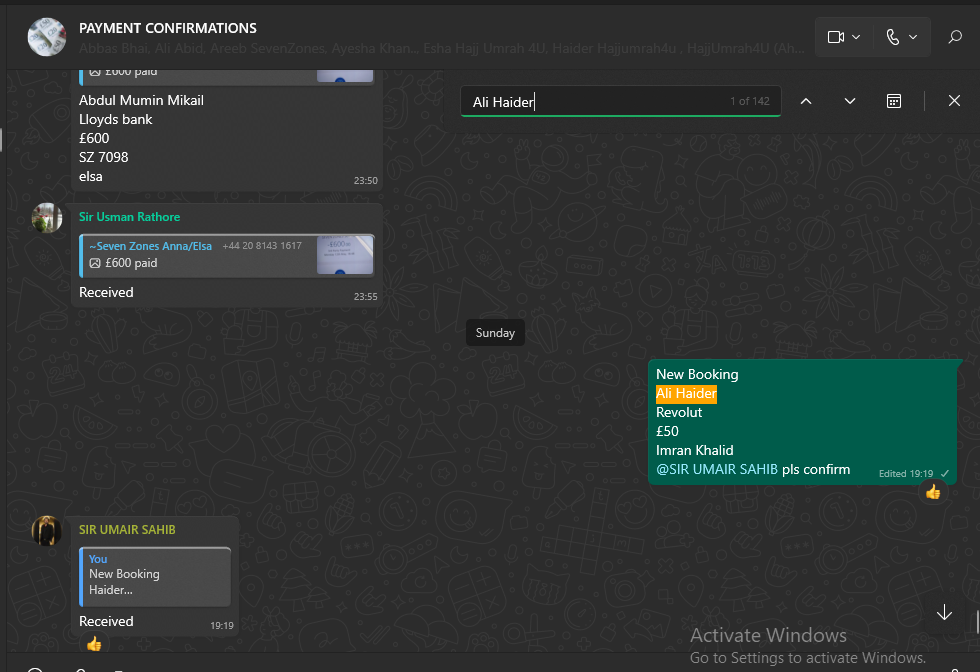 PAYMENT CONFIRMATIONS
Abbas Bhai, Ali Abid, Areeb SevenZones, Ayesha Khan... Esha Hajj Umrah 4U, Haider Hajjumrah4u , HajjUmrah4U (Ah...
Ali Haider
1 of 142
£600 paid
Abdul Mumin Mikail
Lloyds bank
£600
SZ 7098
elsa
23:50
Sir Usman Rathore
~Seven Zones Anna/Elsa +44 20 8143 1617
£600 paid
Received
23:55
Sunday
New Booking
Ali Haider
Revolut
£50
Imran Khalid
@SIR UMAIR SAHIB pls confirm
Edited 19:19
SIR UMAIR SAHIB
You
New Booking
Haider...
Received
19:19
Activate Windows
Go to Settings to activate Windows.